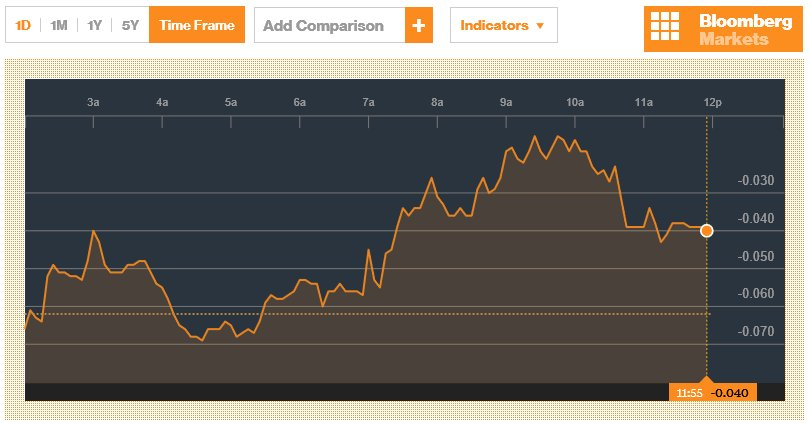 1D 1M 1Y 5Y Time Frame Add Comparison + Indicators ▼ Bloomberg
Markets
3a 4a 5a 6a 7a 8a 9a 10a 11a 12p
-0.030
-0.040
-0.050
-0.060
-0.070
11:55 -0.040